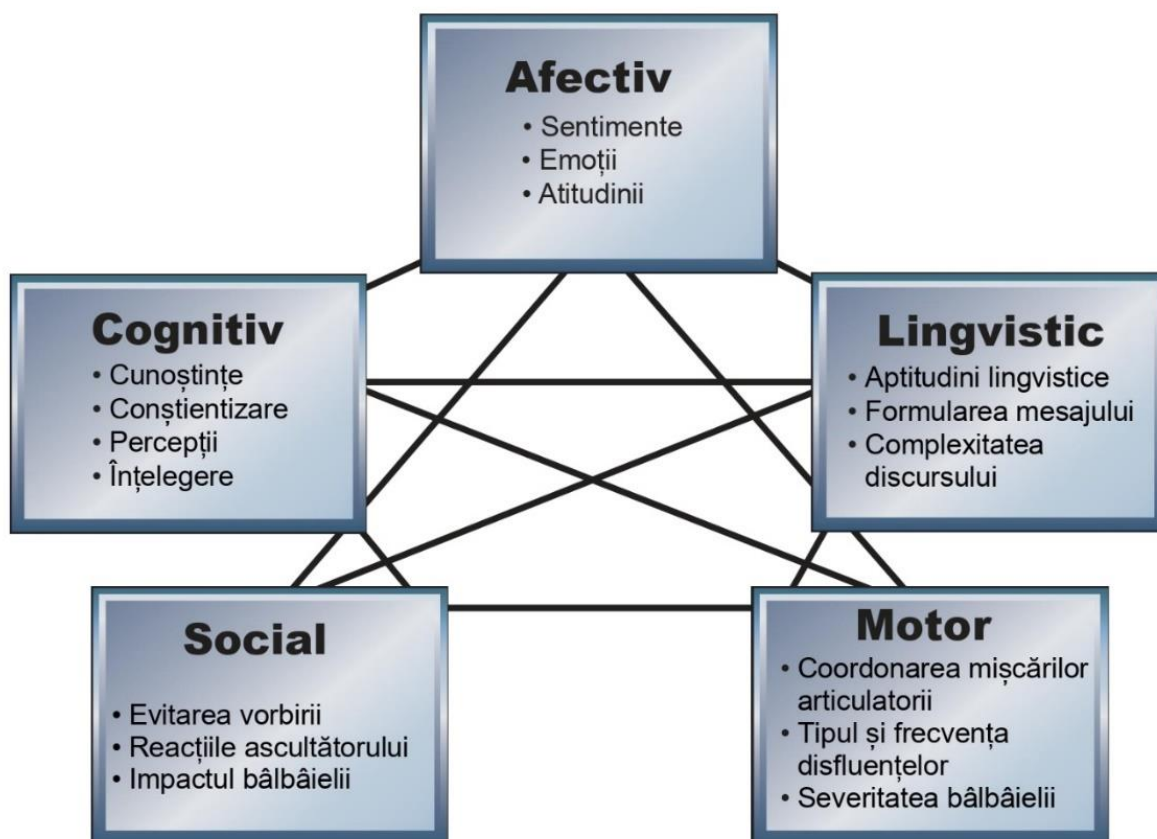 Afectiv
• Sentimente
• Emoții
• Atitudinii
Cognitiv
• Cunoștințe
• Conștientizare
• Percepții
• Înțelegere
Lingvistic
• Aptitudini lingvistice
• Formularea mesajului
• Complexitatea
discursului
Social
• Evitarea vorbirii
• Reacțiile ascultătorului
• Impactul bâlbâielii
Motor
• Coordonarea mișcărilor
articulatorii
• Tipul și frecvența
disfluențelor
• Severitatea bâlbâielii